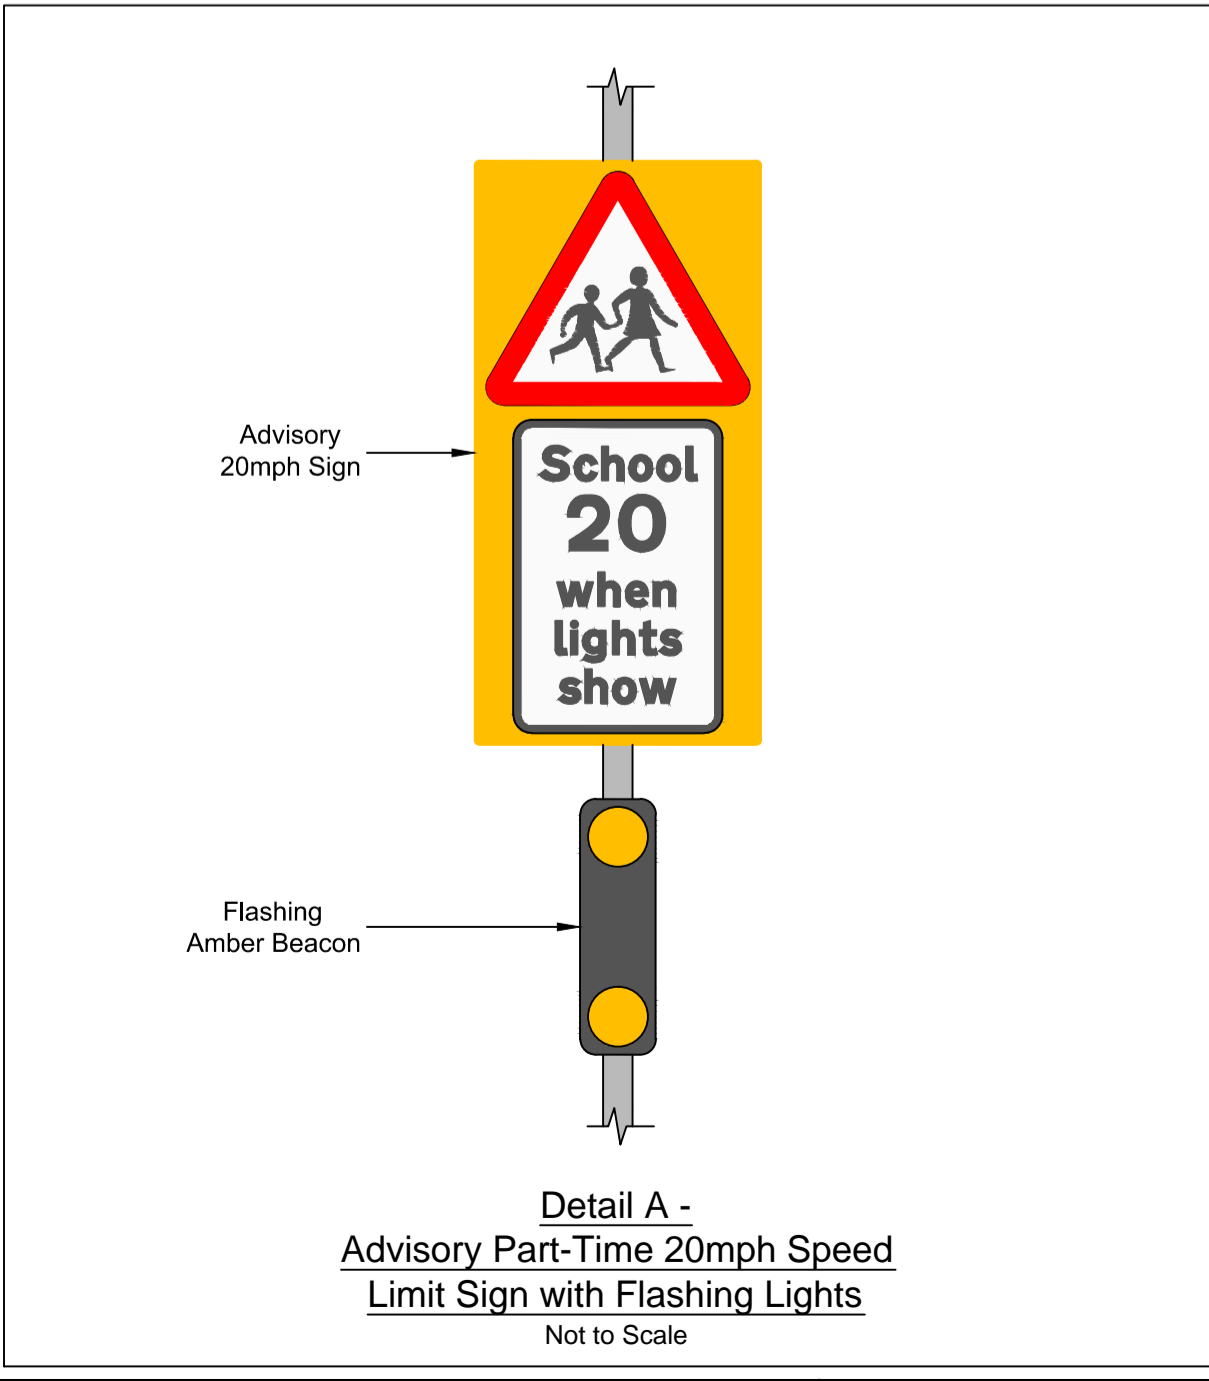 Advisory
20mph Sign
School
20
when
lights
show
Flashing
Amber Beacon
Detail A -
Advisory Part-Time 20mph Speed
Limit Sign with Flashing Lights
Not to Scale